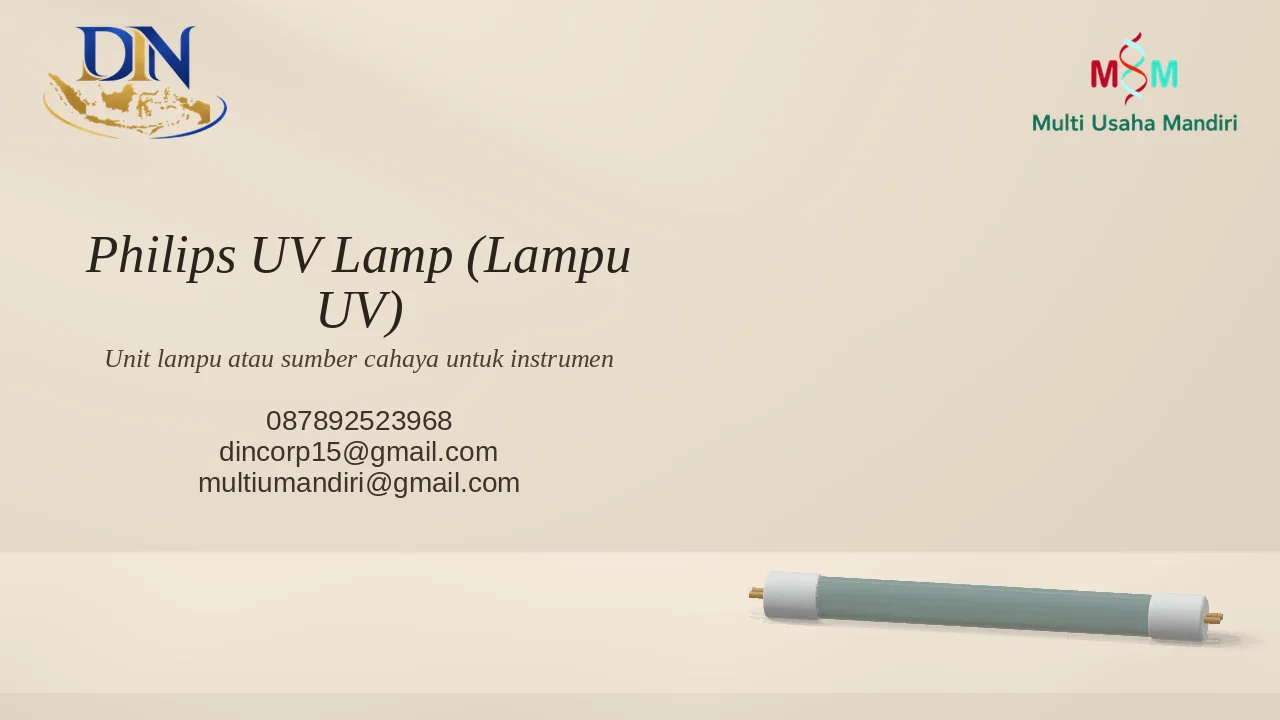 DN
M M
Multi Usaha Mandiri
Philips UV Lamp (Lampu
UV)
Unit lampu atau sumber cahaya untuk instrumen
087892523968
dincorp15@gmail.com
multiumandiri@gmail.com